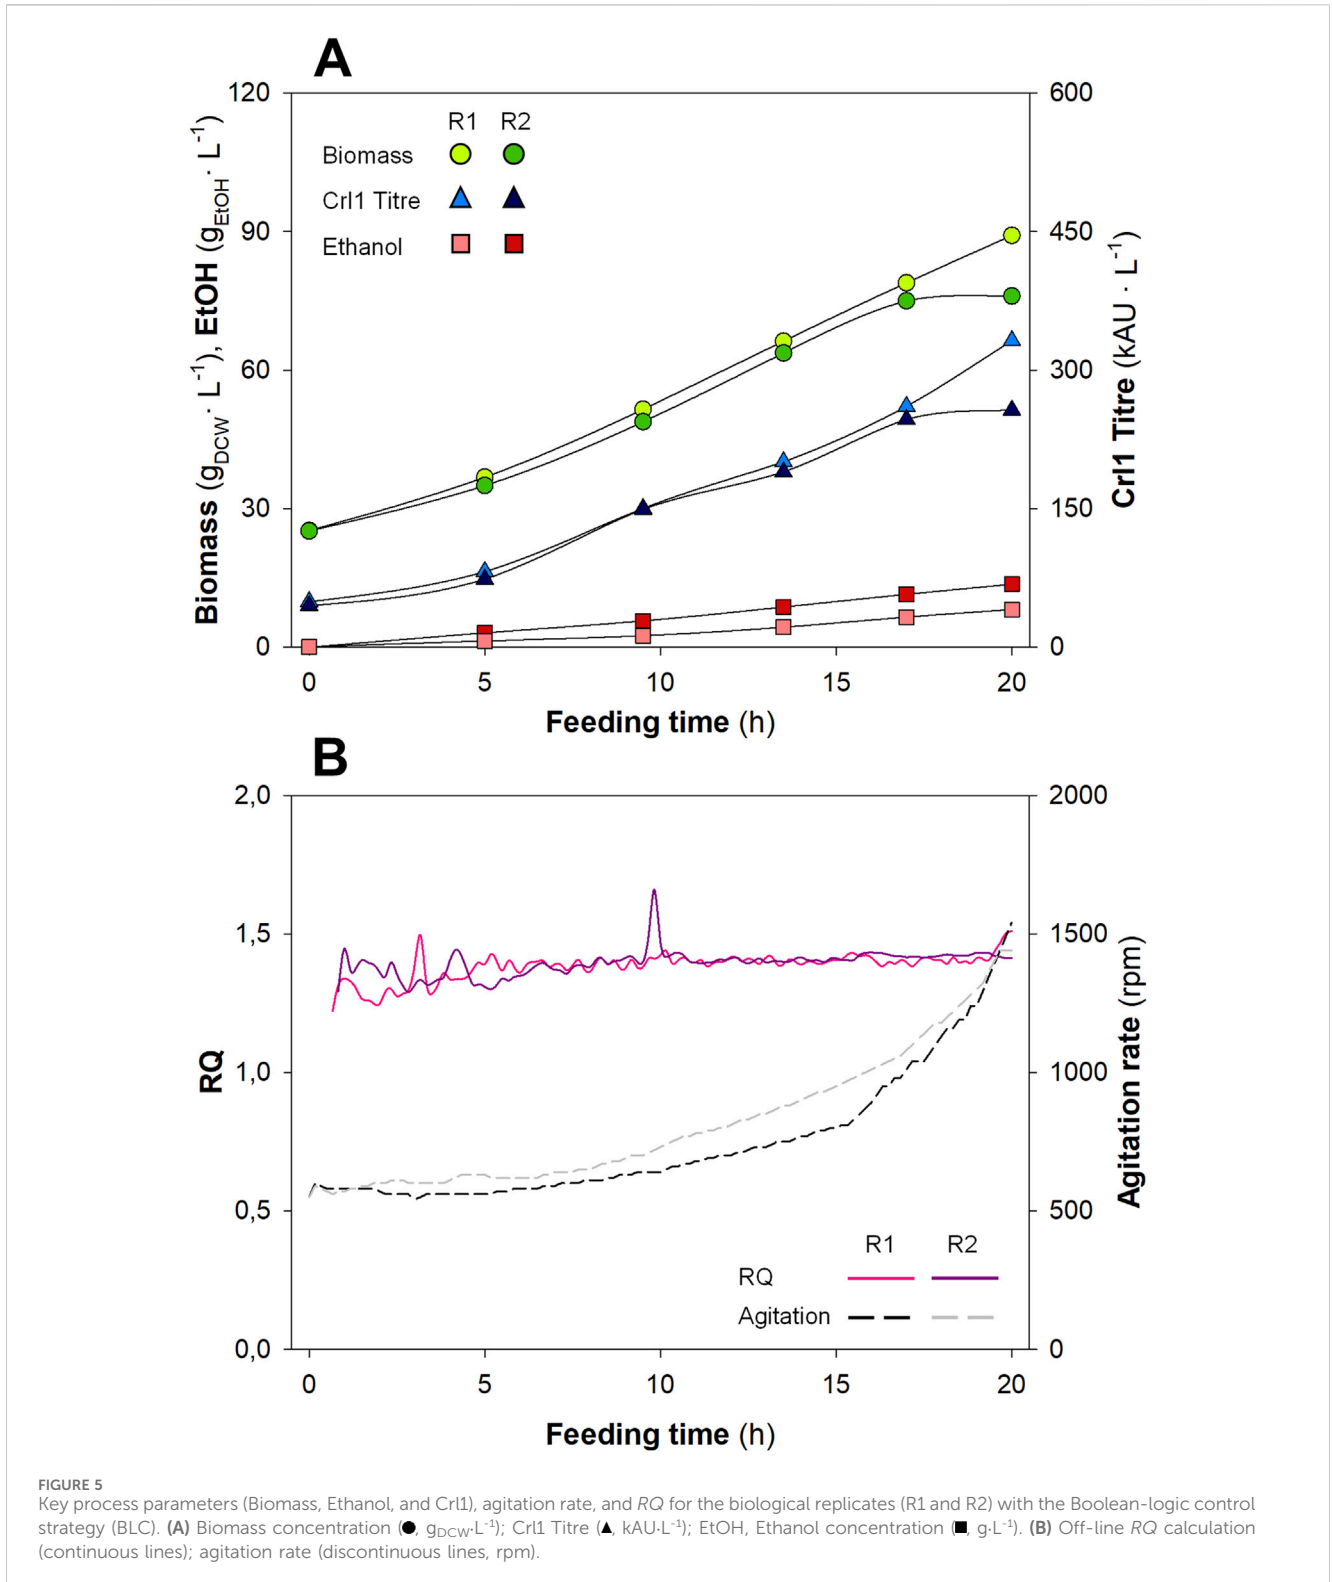 A
120
90
60
30
0
600
450
300
150
0
R1 R2
Biomass
Crl1 Titre
Ethanol
Biomass (gDCW · L-1), EtOH (gEtOH · L-1)
Crl1 Titre (kAU · L-1)
0 5 10 15 20
Feeding time (h)
B
2,0
1,5
1,0
0,5
0,0
2000
1500
1000
500
0
RQ
Agitation rate (rpm)
R1 R2
RQ
Agitation
0 5 10 15 20
Feeding time (h)
FIGURE 5
Key process parameters (Biomass, Ethanol, and Crl1), agitation rate, and RQ for the biological replicates (R1 and R2) with the Boolean-logic control
strategy (BLC). (A) Biomass concentration (●, gDCW·L-1); Crl1 Titre (▲, kAU·L-1); EtOH, Ethanol concentration (■, g·L-1). (B) Off-line RQ calculation
(continuous lines); agitation rate (discontinuous lines, rpm).